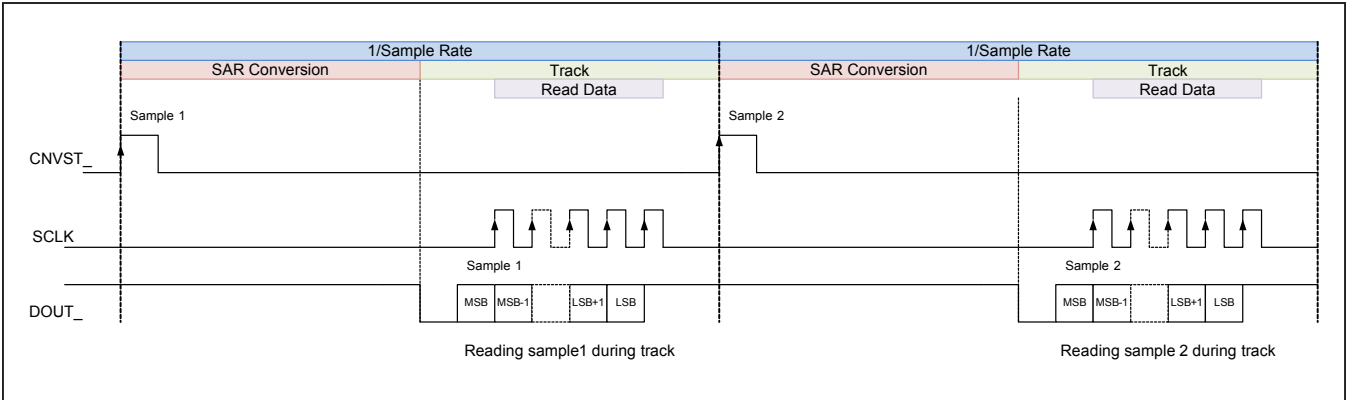 1/Sample Rate 1/Sample Rate
SAR Conversion Track SAR Conversion Track
Read Data Read Data
Sample 1 Sample 2
CNVST_
SCLK
Sample 1 Sample 2
DOUT_ MSB MSB-1 LSB+1 LSB MSB MSB-1 LSB+1 LSB
Reading sample1 during track Reading sample 2 during track